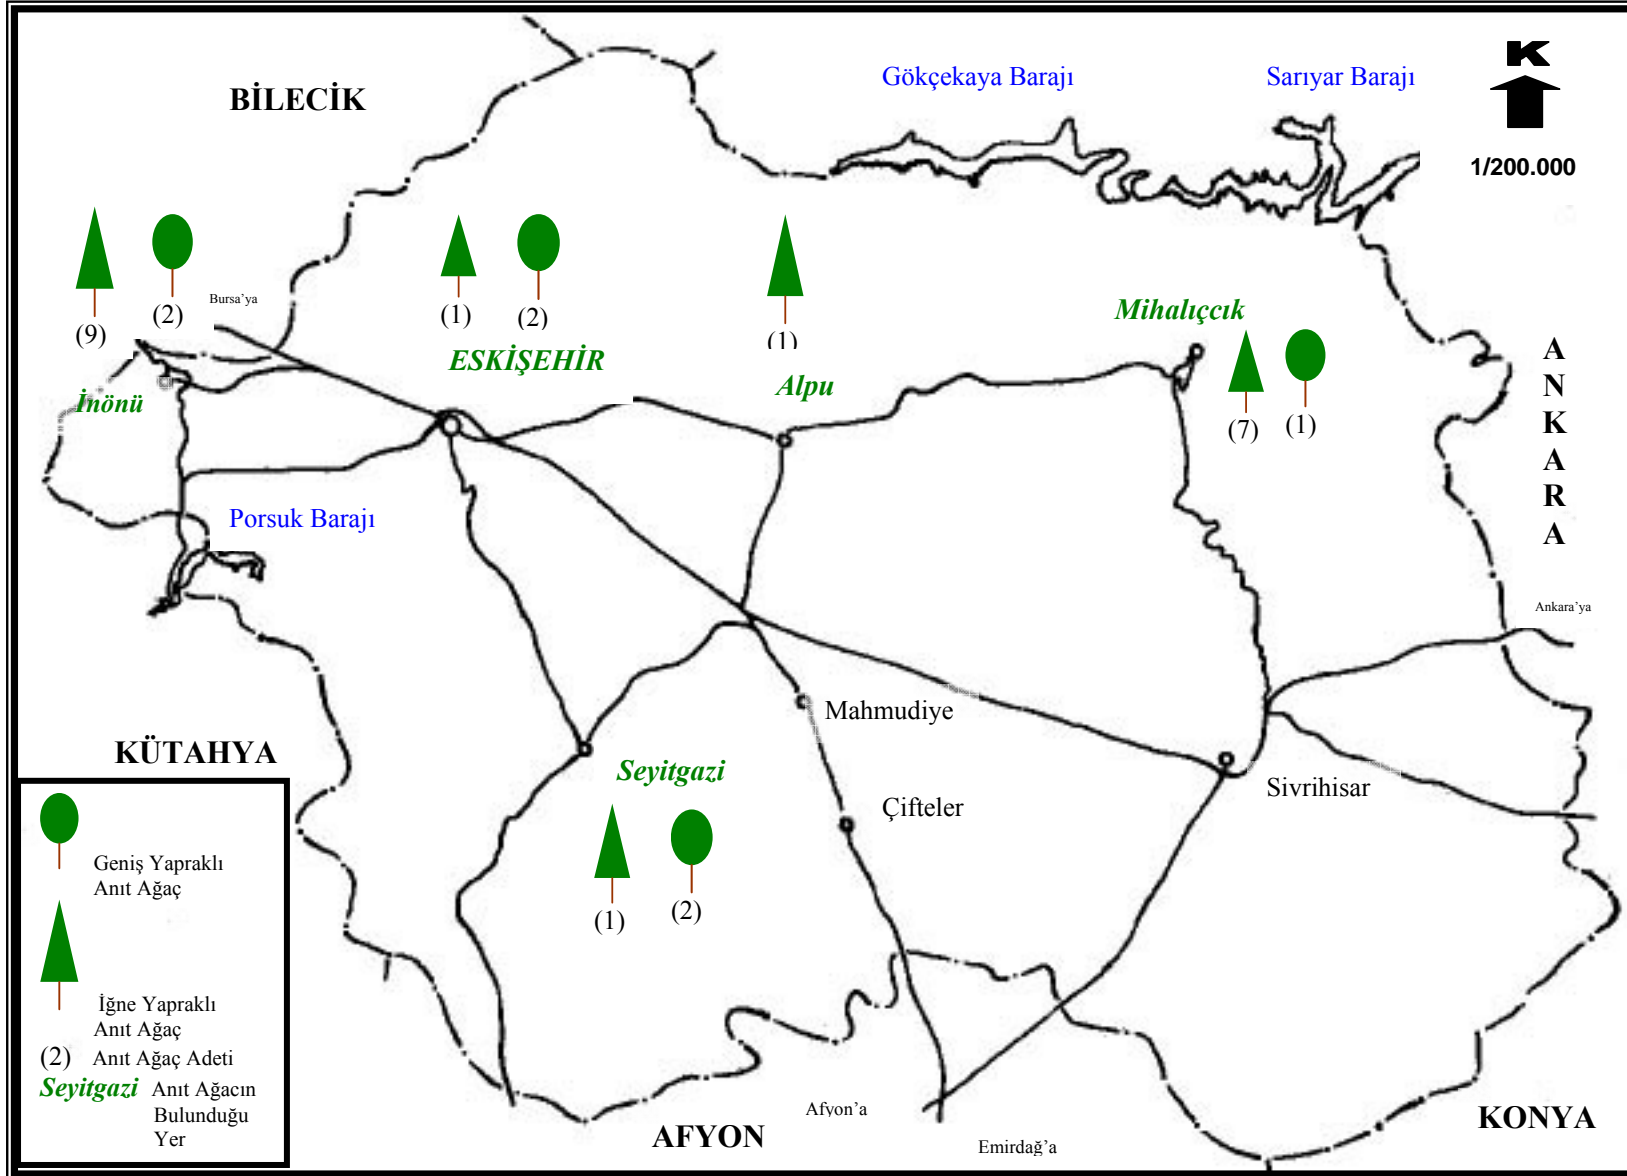 BİLECİK
Gökçekaya Barajı
Sarıyar Barajı
K
1/200.000
(9)
(2)
Bursa'ya
(1)
(2)
(1)
Mihalıçcık
(7)
(1)
İnönü
ESKİŞEHİR
Alpu
A
N
K
A
R
A
Porsuk Barajı
Ankara'ya
Mahmudiye
KÜTAHYA
Seyitgazi
Sivrihisar
Çifteler
(1)
(2)
Geniş Yapraklı
Anıt Ağaç
İğne Yapraklı
Anıt Ağaç
(2) Anıt Ağaç Adeti
Seyitgazi Anıt Ağacın
Bulunduğu
Yer
AFYON
Afyon'a
Emirdağ'a
KONYA